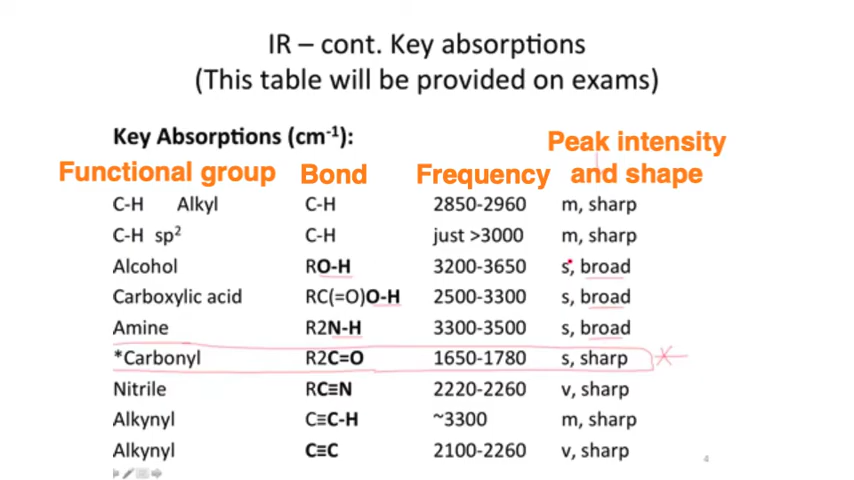 IR – cont. Key absorptions
(This table will be provided on exams)
Key Absorptions (cm⁻¹):
Functional group Bond Frequency Peak intensity and shape
C-H Alkyl C-H 2850-2960 m, sharp
C-H sp² C-H just >3000 m, sharp
Alcohol RO-H 3200-3650 s, broad
Carboxylic acid RC(=O)O-H 2500-3300 s, broad
Amine R2N-H 3300-3500 s, broad
*Carbonyl R2C=O 1650-1780 s, sharp
Nitrile RC≡N 2220-2260 v, sharp
Alkynyl C≡C-H ~3300 m, sharp
Alkynyl C≡C 2100-2260 v, sharp
4